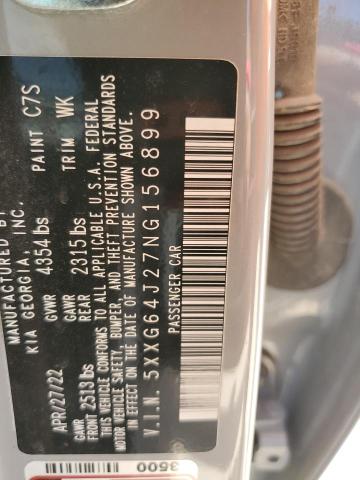 MANUFACTURED BY
KIA GEORGIA, INC.
APR/27/22 GVWR 4354 lbs PAINT C7S
GAWR FRONT 2513 lbs GAWR REAR 2315 lbs TRIM WK
THIS VEHICLE CONFORMS TO ALL APPLICABLE U.S.A. FEDERAL
MOTOR VEHICLE SAFETY, BUMPER, AND THEFT PREVENTION STANDARDS
IN EFFECT ON THE DATE OF MANUFACTURE SHOWN ABOVE.
V.I.N. 5XXG64J27NG156899
PASSENGER CAR
3500